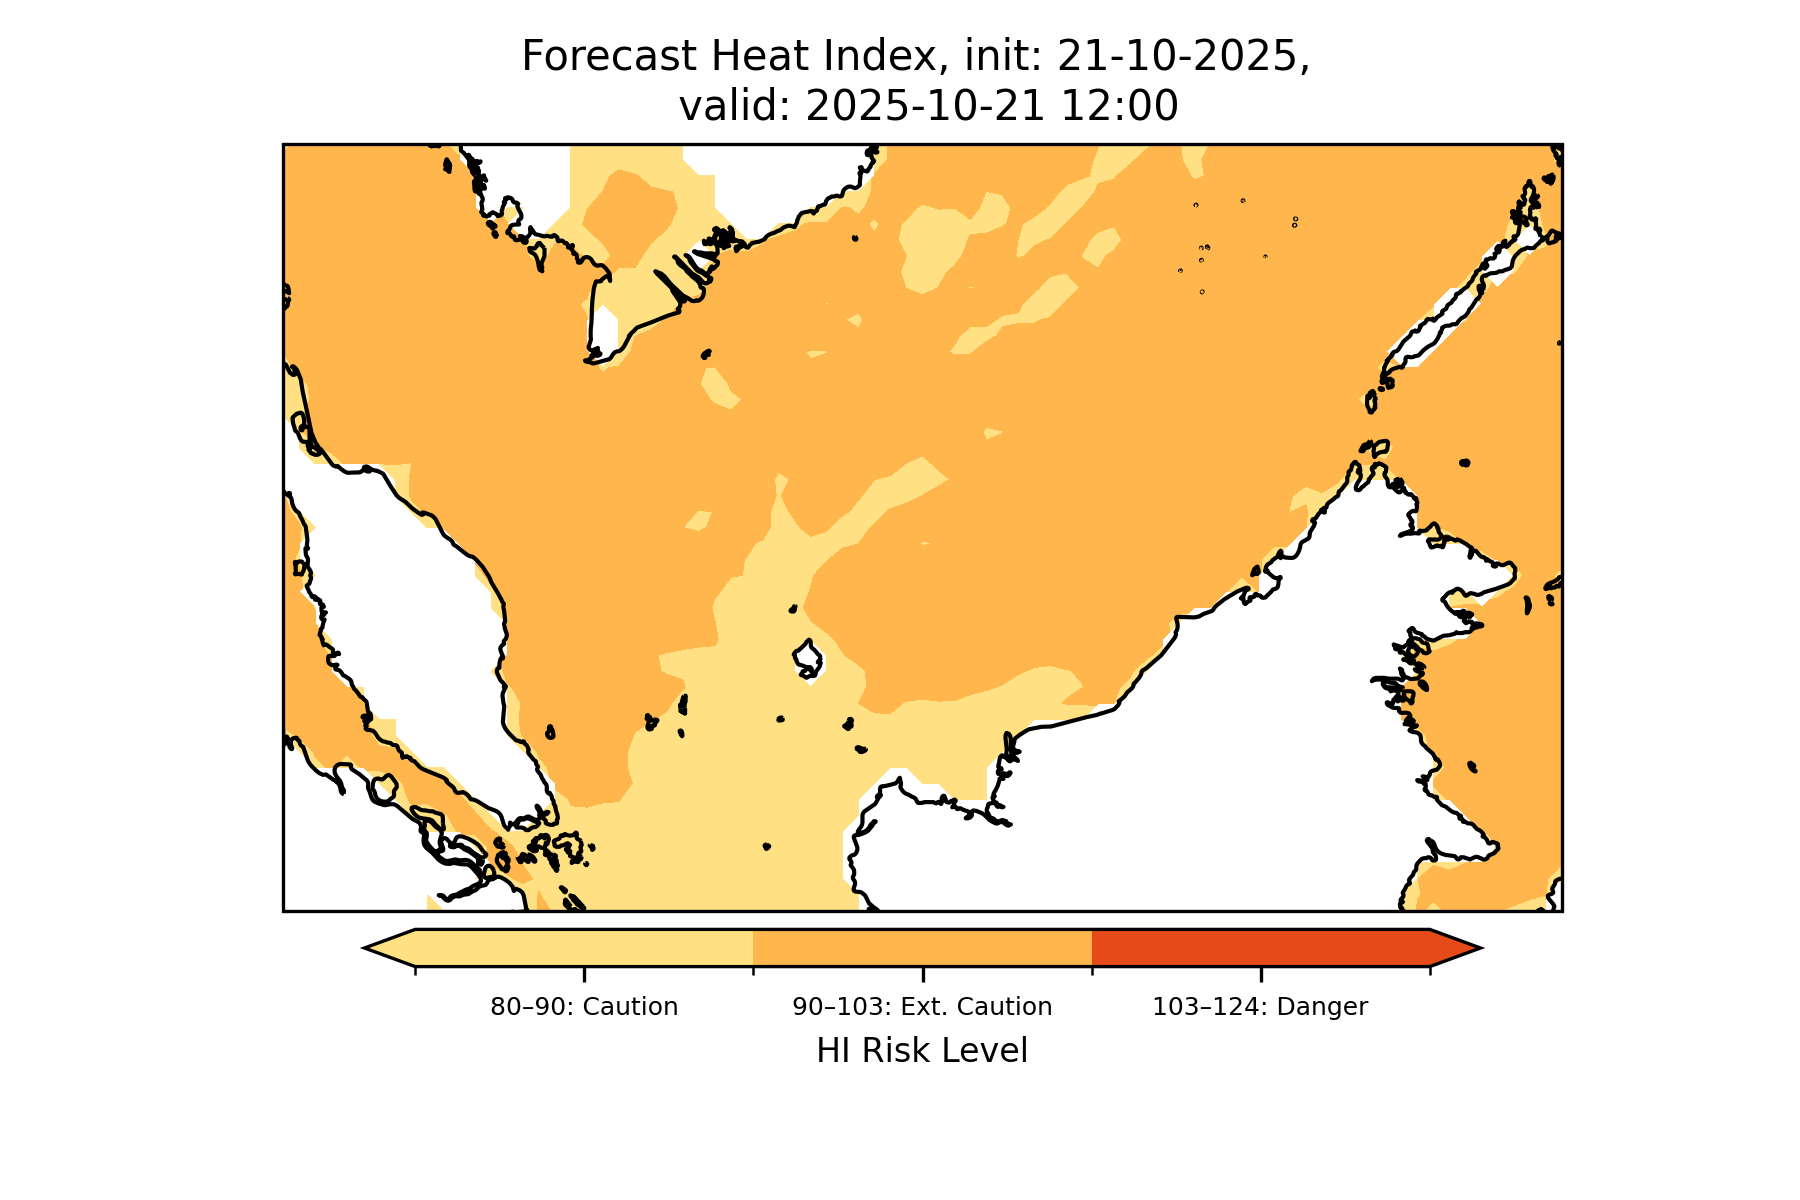 Forecast Heat Index, init: 21-10-2025,
valid: 2025-10-21 12:00
80–90: Caution
90–103: Ext. Caution
103–124: Danger
HI Risk Level